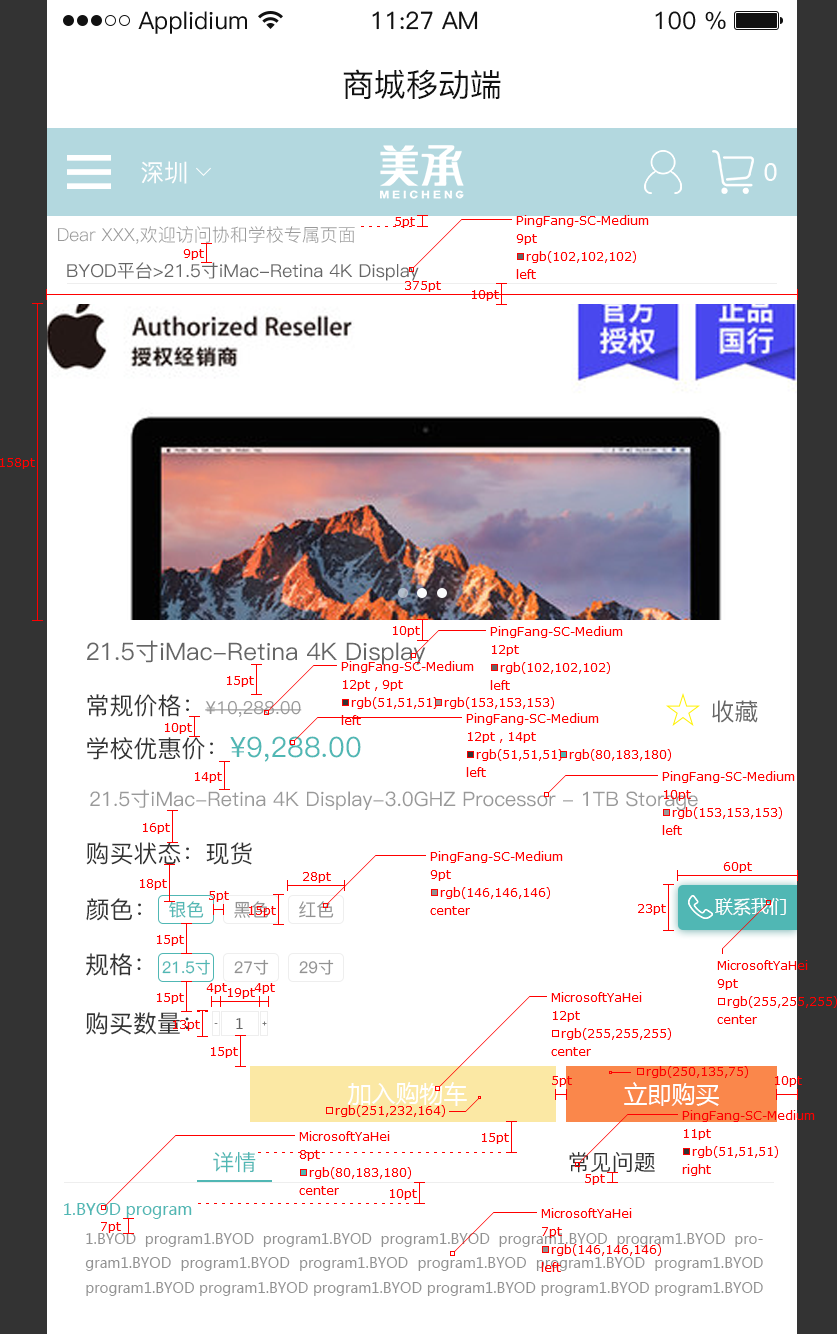 ●●●○○ Applidium 11:27 AM 100 %
商城移动端
深圳 美承 MEICHENG 0
5pt PingFang-SC-Medium
Dear XXX,欢迎访问协和学校专属页面
9pt
9pt rgb(102,102,102)
BYOD平台>21.5寸iMac-Retina 4K Display left
375pt
10pt
Authorized Reseller
授权经销商
官方授权
正品国行
158pt
10pt PingFang-SC-Medium
12pt
21.5寸iMac-Retina 4K Display
rgb(102,102,102)
left
15pt PingFang-SC-Medium
12pt , 9pt
rgb(51,51,51) rgb(153,153,153)
left
常规价格：¥10,288.00 收藏
10pt PingFang-SC-Medium
12pt , 14pt
学校优惠价：¥9,288.00
rgb(51,51,51) rgb(80,183,180)
left
14pt PingFang-SC-Medium
10pt
21.5寸iMac-Retina 4K Display-3.0GHZ Processor - 1TB Storage
rgb(153,153,153)
left
16pt
购买状态：现货
PingFang-SC-Medium
9pt
rgb(146,146,146)
center
18pt 28pt 60pt
5pt 15pt 23pt
颜色： 银色 黑色 红色 联系我们
15pt
规格： 21.5寸 27寸 29寸
MicrosoftYaHei
9pt
rgb(255,255,255)
center
15pt 4pt 19pt 4pt
MicrosoftYaHei
12pt
rgb(255,255,255)
center
购买数量： 13pt - 1 +
15pt
rgb(250,135,75)
5pt 10pt
加入购物车 立即购买
rgb(251,232,164)
PingFang-SC-Medium
11pt
rgb(51,51,51)
right
15pt
MicrosoftYaHei
8pt
rgb(80,183,180)
center
详情 常见问题
5pt
10pt
1.BYOD program
7pt
MicrosoftYaHei
7pt
rgb(146,146,146)
left
1.BYOD program1.BYOD program1.BYOD program1.BYOD program1.BYOD program1.BYOD pro-
gram1.BYOD program1.BYOD program1.BYOD program1.BYOD program1.BYOD program1.BYOD
program1.BYOD program1.BYOD program1.BYOD program1.BYOD program1.BYOD program1.BYOD